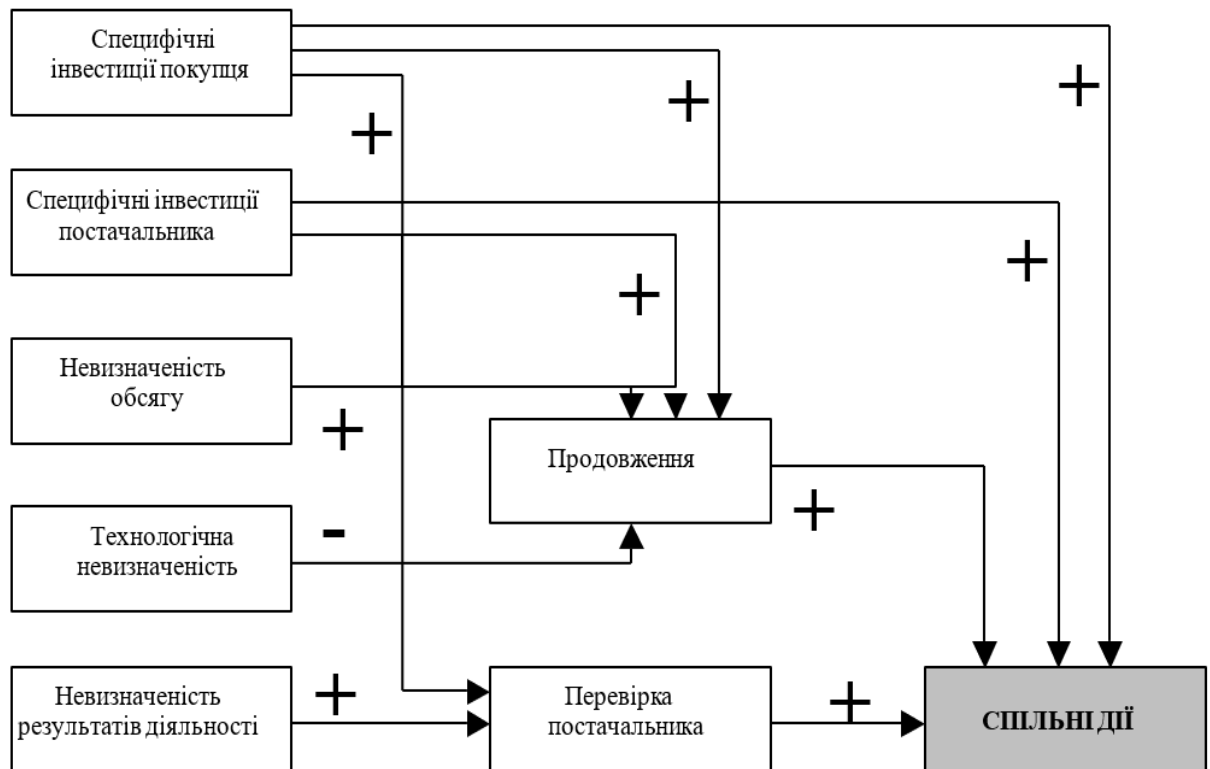 Специфічні
інвестиції покупця
+
+
+
Специфічні інвестиції
постачальника
+
+
Невизначеність
обсягу
+
Продовження
+
Технологічна
невизначеність
-
Невизначеність
результатів діяльності
+
Перевірка
постачальника
+
СПІЛЬНІ ДІЇ